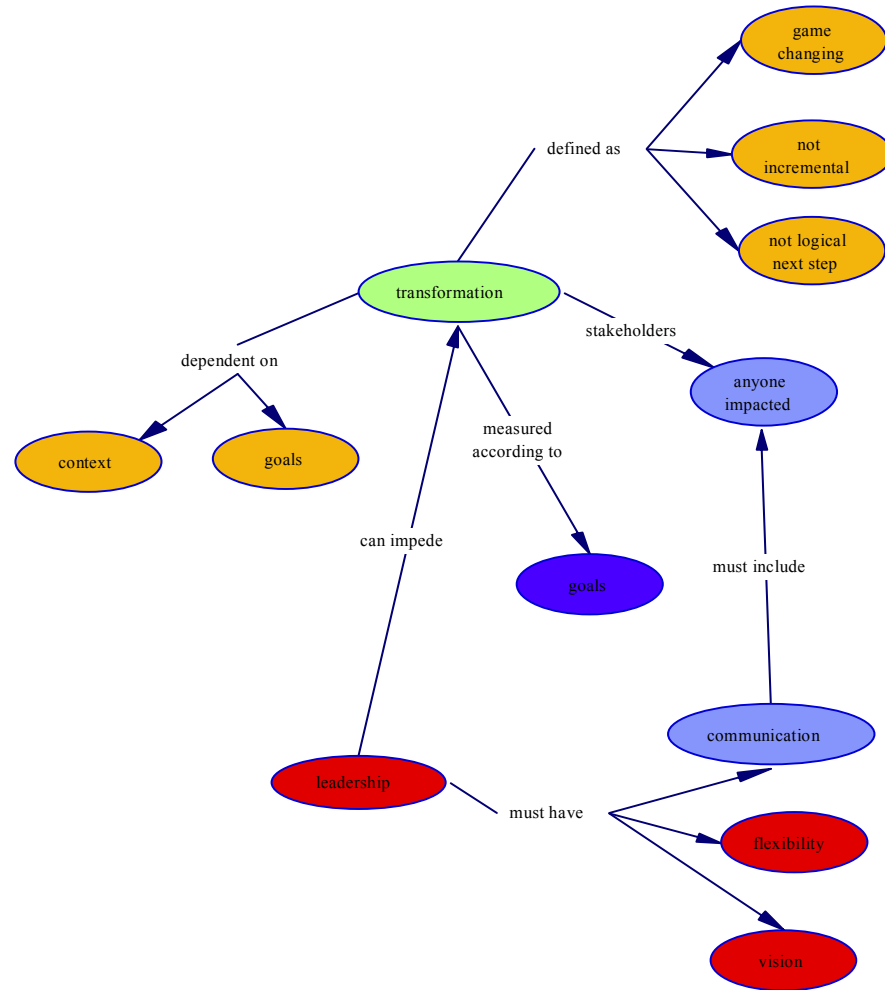 game
changing
defined as
not
incremental
not logical
next step
transformation
stakeholders
dependent on
anyone
impacted
measured
according to
context
goals
can impede
goals
must include
communication
leadership
must have
flexibility
vision